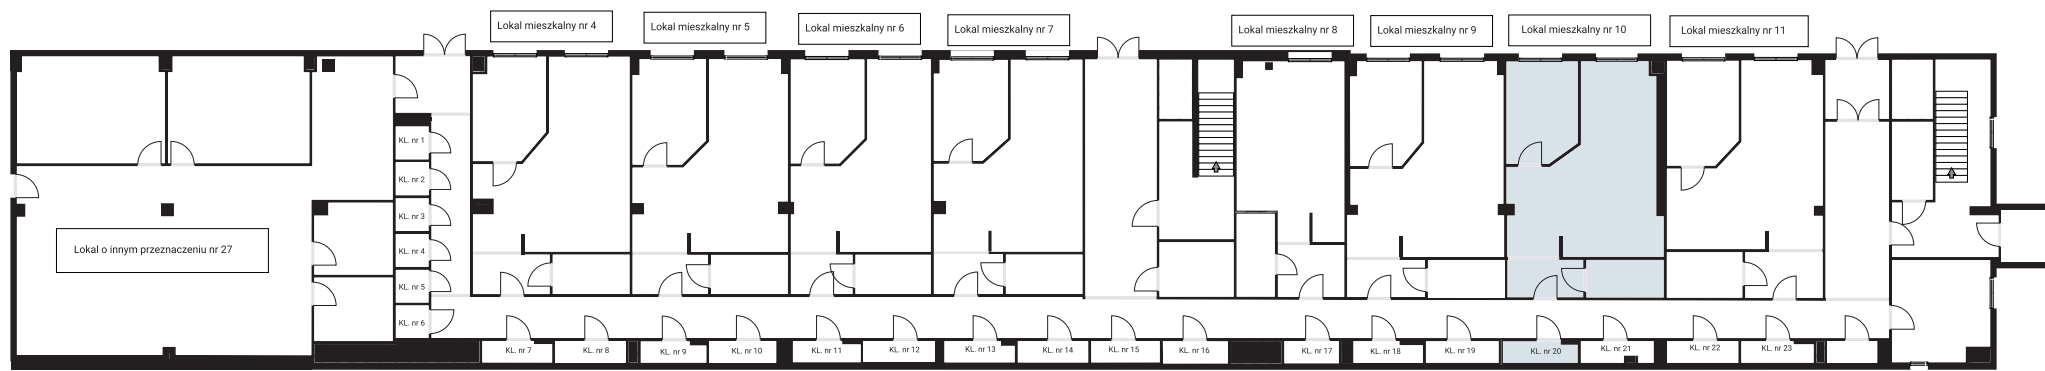 Lokal mieszkalny nr 4
Lokal mieszkalny nr 5
Lokal mieszkalny nr 6
Lokal mieszkalny nr 7
Lokal mieszkalny nr 8
Lokal mieszkalny nr 9
Lokal mieszkalny nr 10
Lokal mieszkalny nr 11
KL. nr 1
KL. nr 2
KL. nr 3
KL. nr 4
KL. nr 5
KL. nr 6
Lokal o innym przeznaczeniu nr 27
KL. nr 7
KL. nr 8
KL. nr 9
KL. nr 10
KL. nr 11
KL. nr 12
KL. nr 13
KL. nr 14
KL. nr 15
KL. nr 16
KL. nr 17
KL. nr 18
KL. nr 19
KL. nr 20
KL. nr 21
KL. nr 22
KL. nr 23